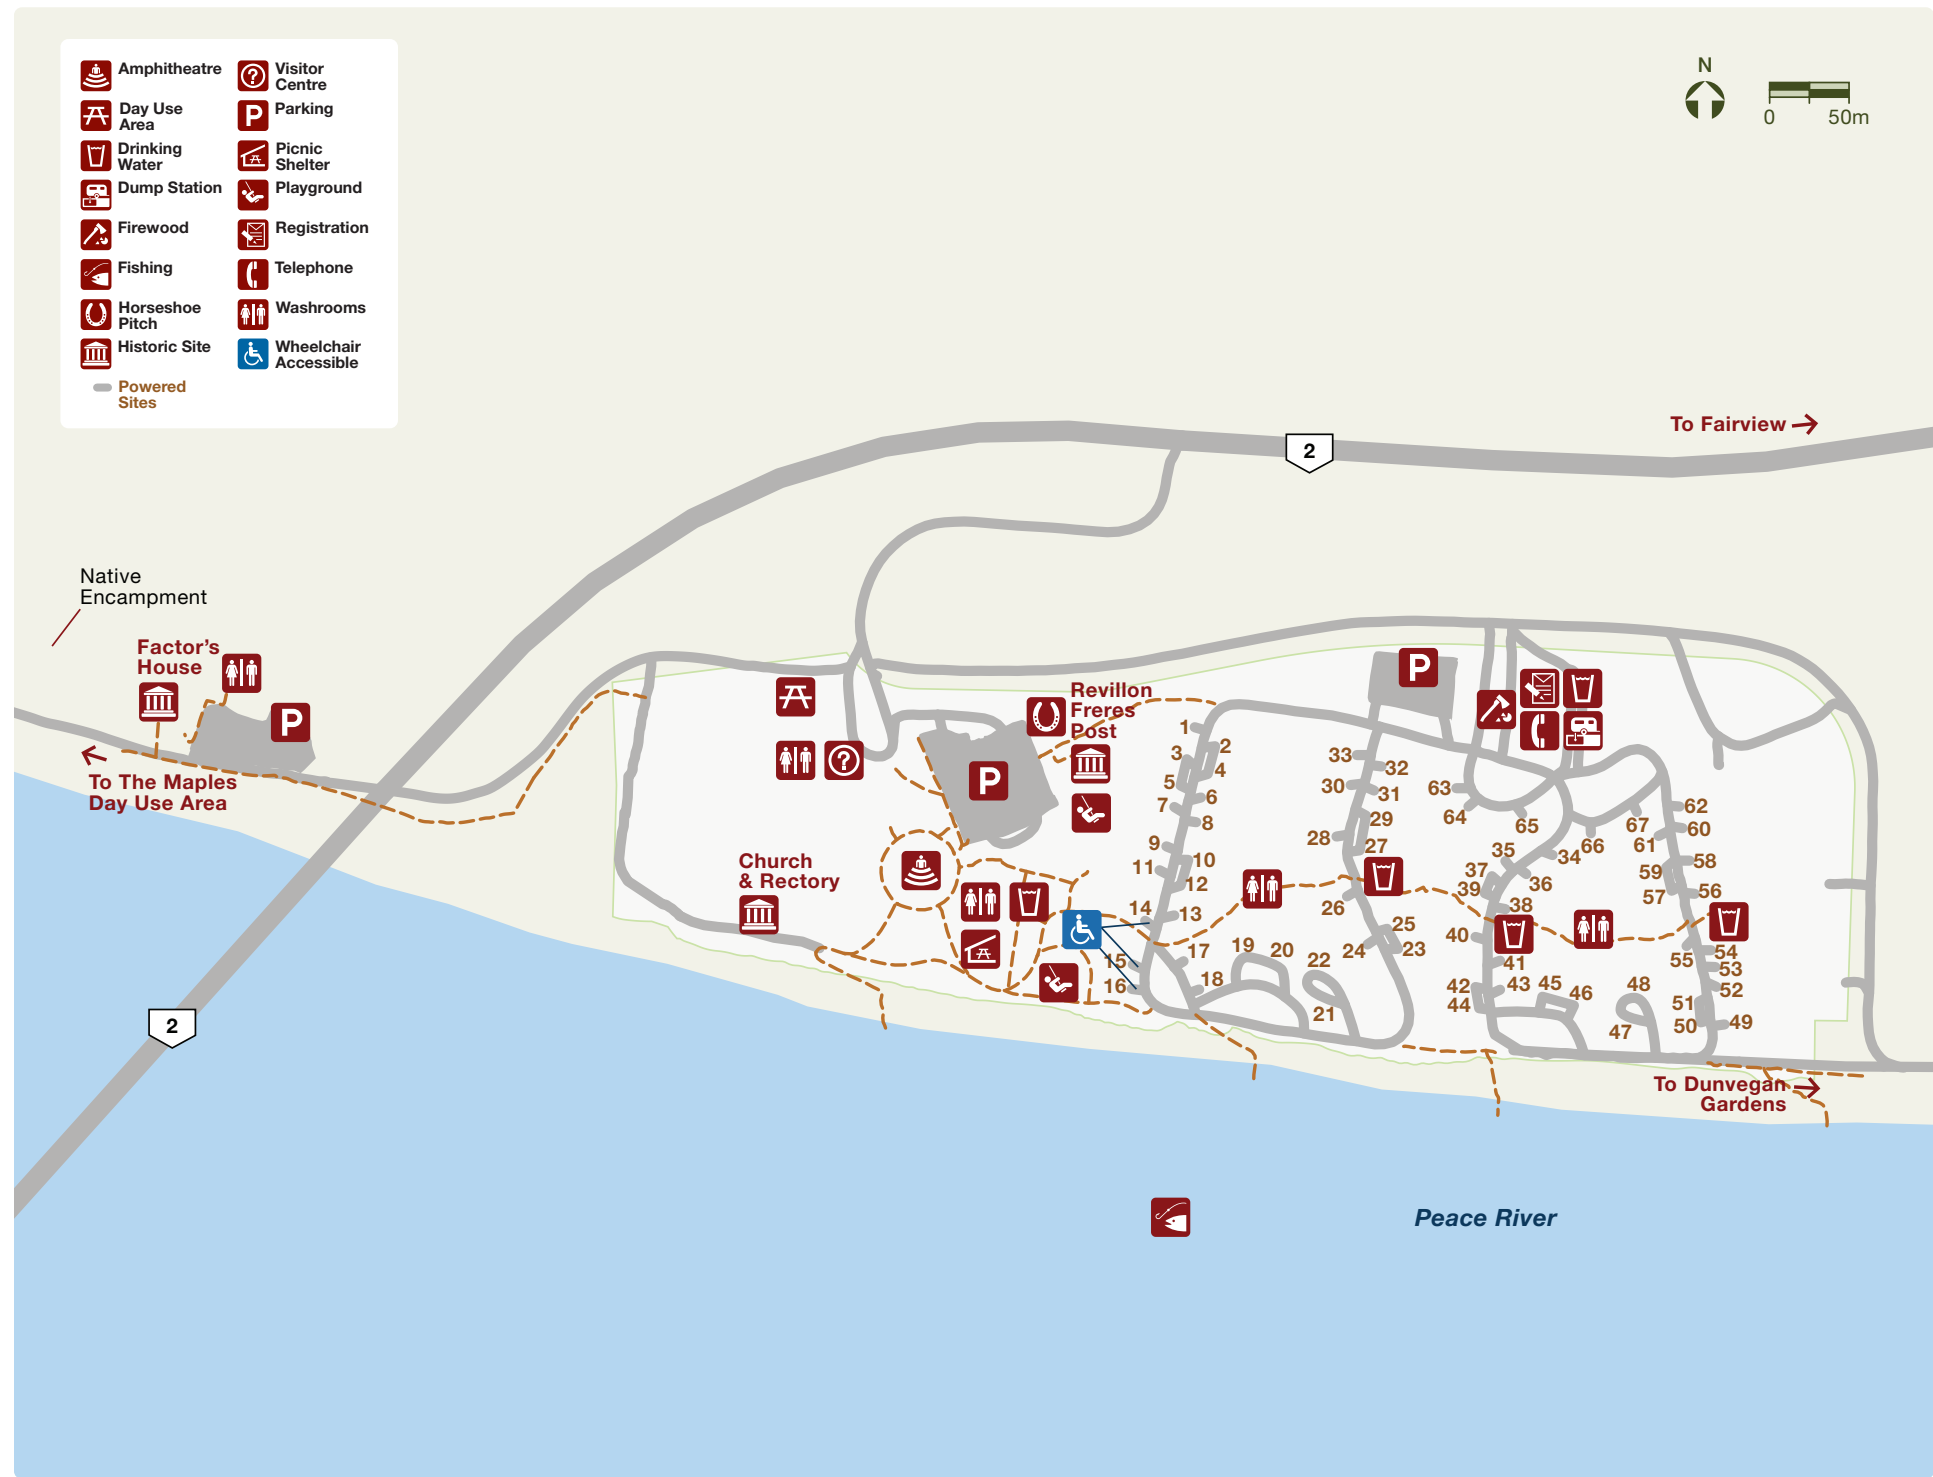 Amphitheatre
Day Use
Area
Drinking
Water
Dump Station
Firewood
Fishing
Horseshoe
Pitch
Historic Site
Powered
Sites
Visitor
Centre
P
Parking
Picnic
Shelter
Playground
Registration
Telephone
Washrooms
Wheelchair
Accessible
?
N
0 50m
To Fairview
2
Native
Encampment
Factor's
House
P
To The Maples
Day Use Area
2
?
Church
& Rectory
P
Revillon
Freres
Post
P
1
2
3
4
5
6
7
8
9
10
11
12
13
14
15
16
17
18
19
20
21
22
23
24
25
26
27
28
29
30
31
32
33
34
35
36
37
38
39
40
41
42
43
44
45
46
47
48
49
50
51
52
53
54
55
56
57
58
59
60
61
62
63
64
65
66
67
To Dunvegan
Gardens
Peace River